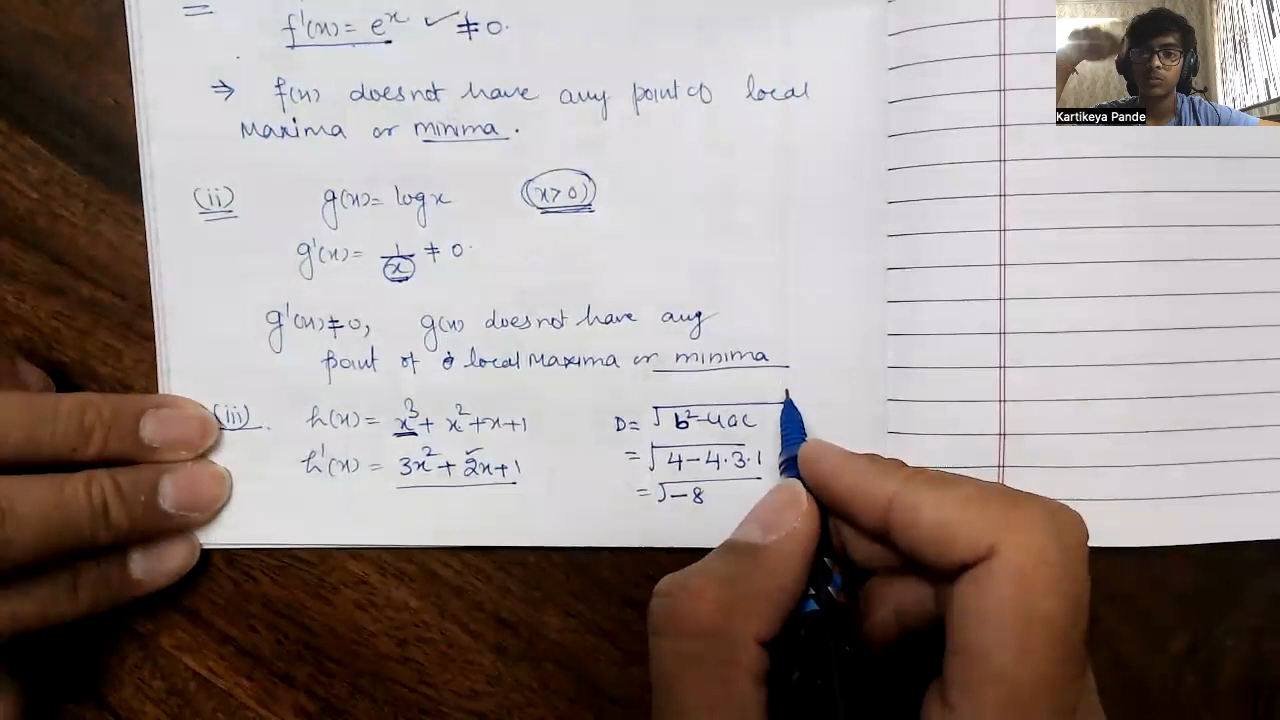 =
f'(x) = eˣ ✓ ≠ 0.
⇒ f(x) does not have any point of local
Maxima or minima.
(ii) g(x) = log x (x > 0)
g'(x) = 1/x ≠ 0.
g'(x) ≠ 0, g(x) does not have any
point of local Maxima or minima
(iii). h(x) = x³ + x² + x + 1
h'(x) = 3x² + 2x + 1
D = √b² - 4ac
= √4 - 4.3.1
= √-8
Kartikeya Pande